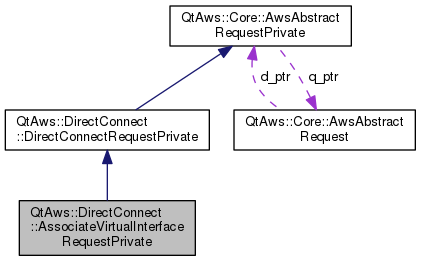 QtAws::Core::AwsAbstract
RequestPrivate
d_ptr
q_ptr
QtAws::DirectConnect
::DirectConnectRequestPrivate
QtAws::Core::AwsAbstract
Request
QtAws::DirectConnect
::AssociateVirtualInterface
RequestPrivate